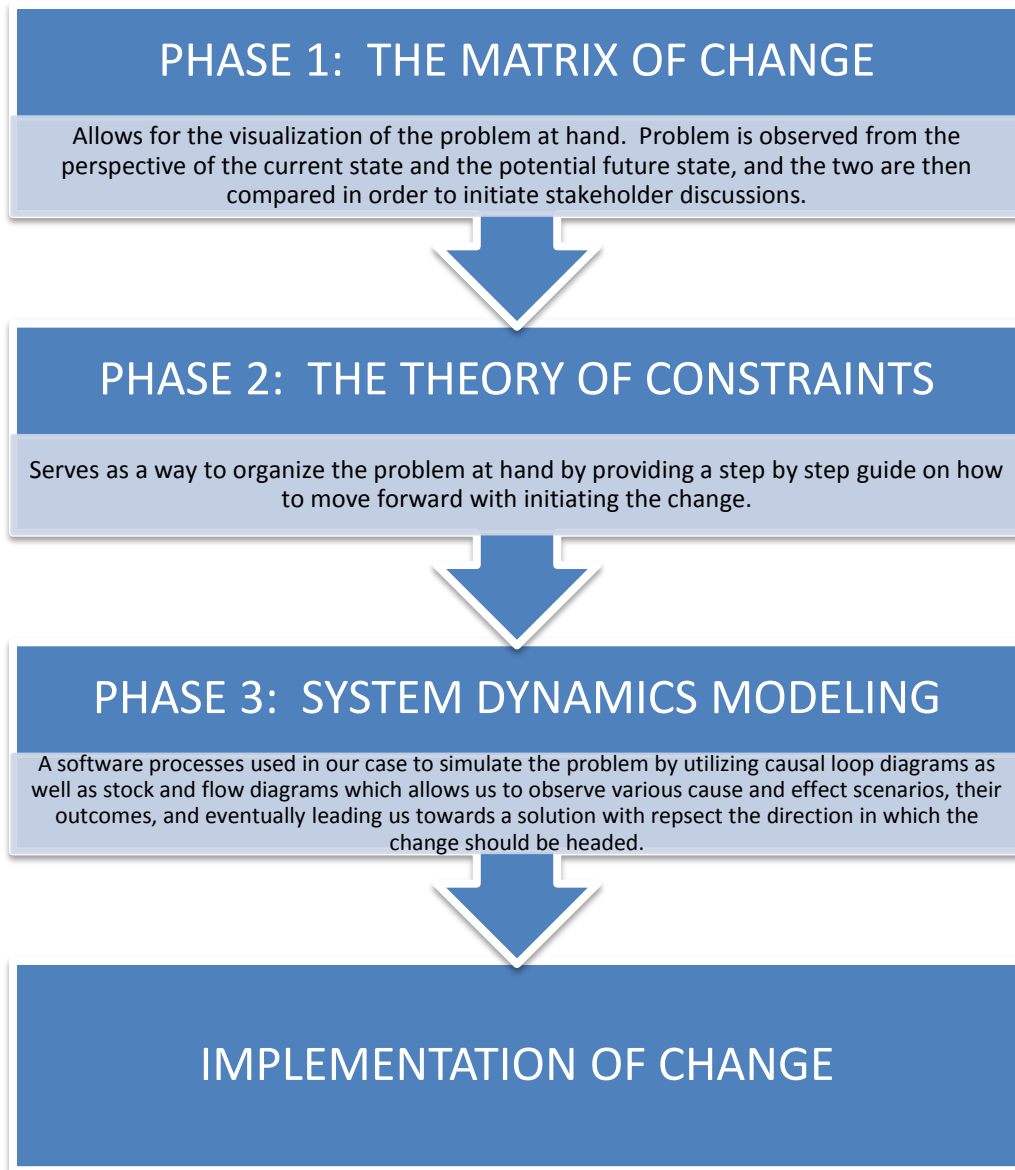 PHASE 1:  THE MATRIX OF CHANGE
Allows for the visualization of the problem at hand.  Problem is observed from the
perspective of the current state and the potential future state, and the two are then
compared in order to initiate stakeholder discussions.
PHASE 2:  THE THEORY OF CONSTRAINTS
Serves as a way to organize the problem at hand by providing a step by step guide on how
to move forward with initiating the change.
PHASE 3:  SYSTEM DYNAMICS MODELING
A software processes used in our case to simulate the problem by utilizing causal loop diagrams as
well as stock and flow diagrams which allows us to observe various cause and effect scenarios, their
outcomes, and eventually leading us towards a solution with repsect the direction in which the
change should be headed.
IMPLEMENTATION OF CHANGE